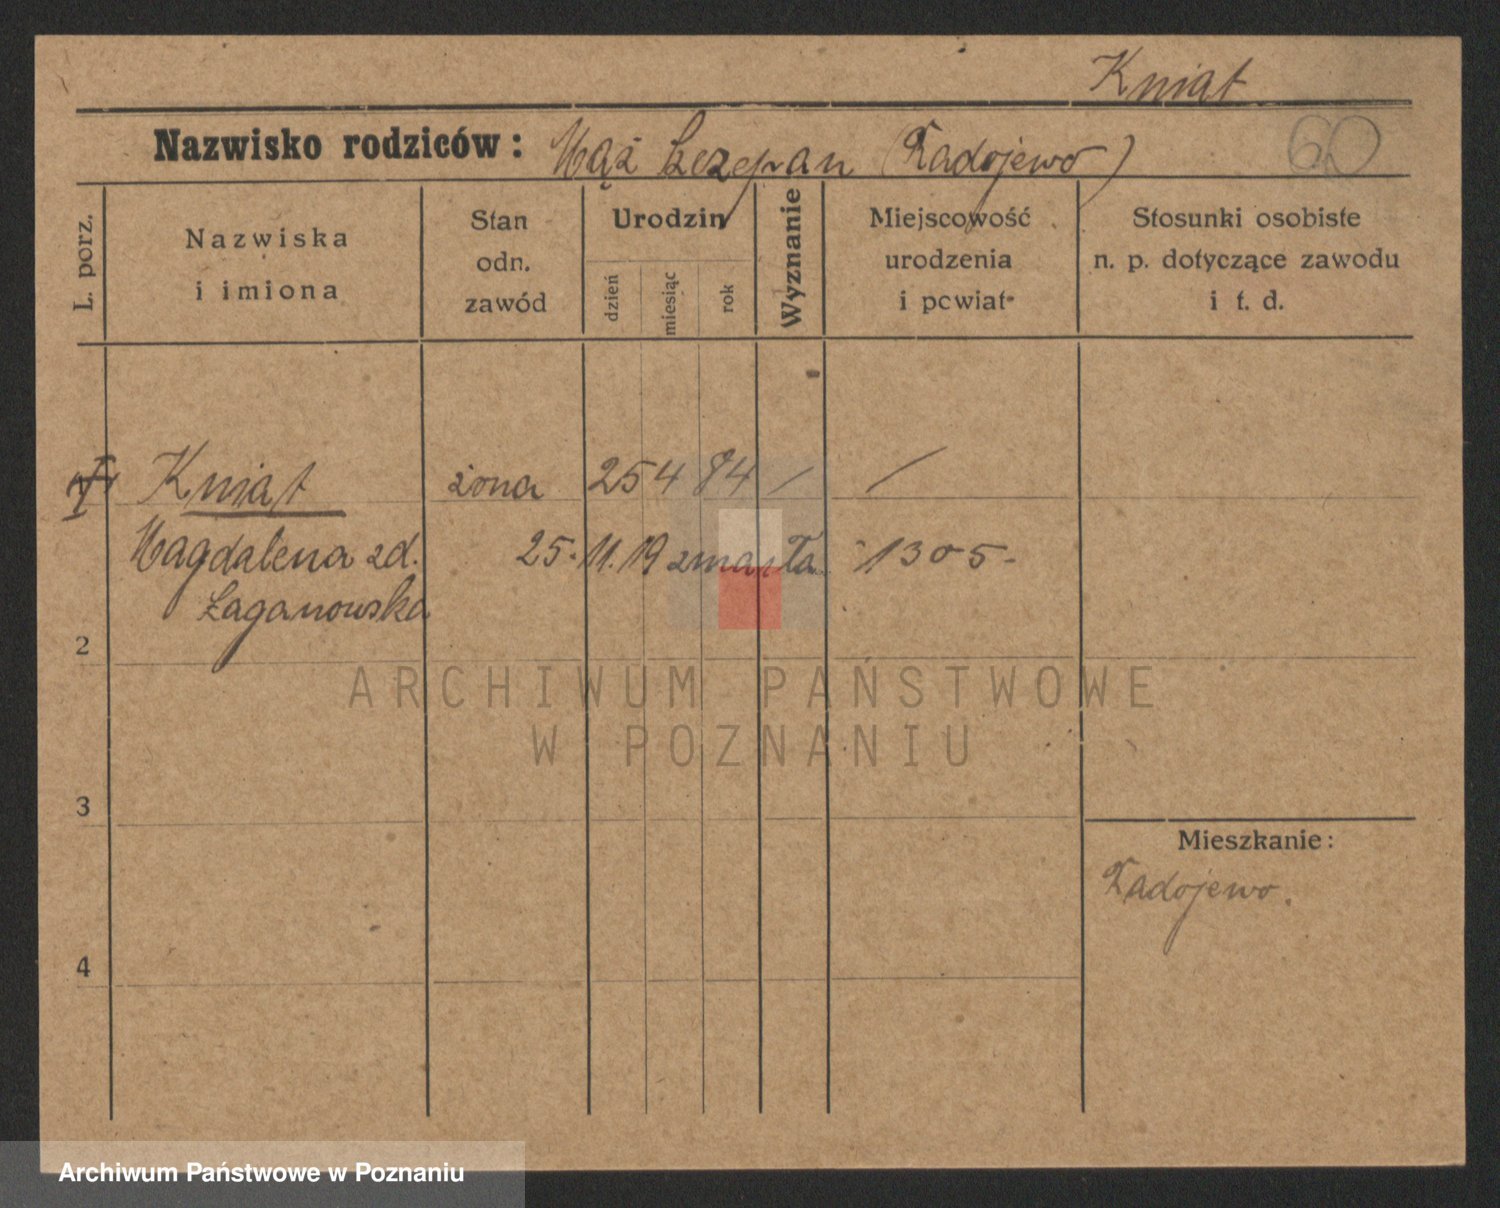 Kniat
Nazwisko rodziców: Mąż Szczepan (Radojewo)
60
L. porz.
Nazwiska
i imiona
Stan
odn.
zawód
Urodzin
dzień
miesiąc
rok
Wyznanie
Miejscowość
urodzenia
i powiat
Stosunki osobiste
n. p. dotyczące zawodu
i t. d.
Kniat żona 25 4 84 / /
Magdalena zd. 25. 11. 19 zmarła 1305-
Łaganowska
2
3
4
Mieszkanie:
Radojewo.
ARCHIWUM PAŃSTWOWE
W POZNANIU
Archiwum Państwowe w Poznaniu